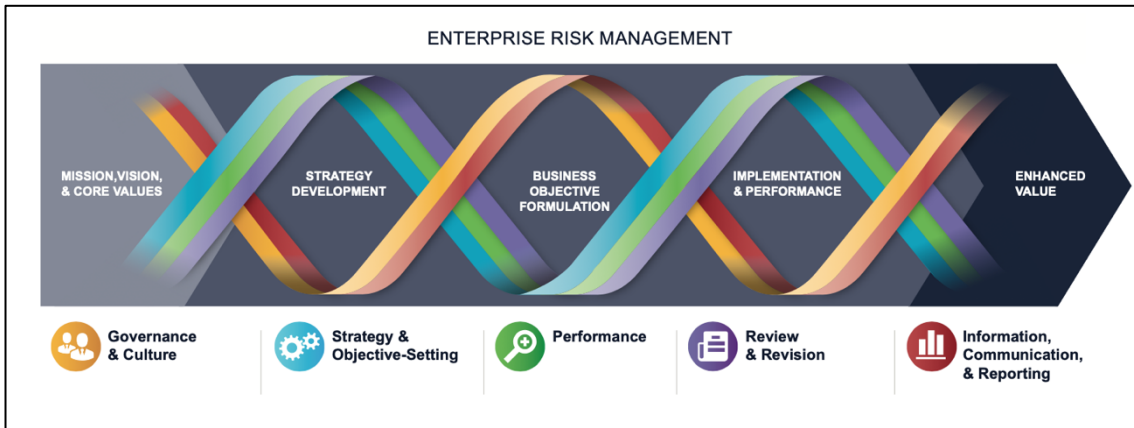 ENTERPRISE RISK MANAGEMENT
MISSION,VISION,
& CORE VALUES
STRATEGY
DEVELOPMENT
BUSINESS
OBJECTIVE
FORMULATION
IMPLEMENTATION
& PERFORMANCE
ENHANCED
VALUE
Governance
& Culture
Strategy &
Objective-Setting
Performance
Review
& Revision
Information,
Communication,
& Reporting